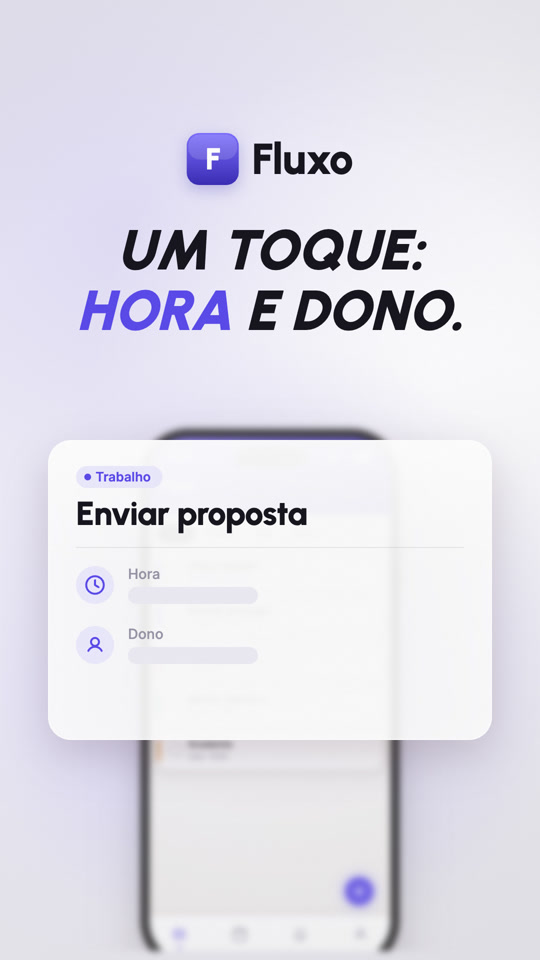 F Fluxo
UM TOQUE:
HORA E DONO.
Trabalho
Enviar proposta
Hora
Dono